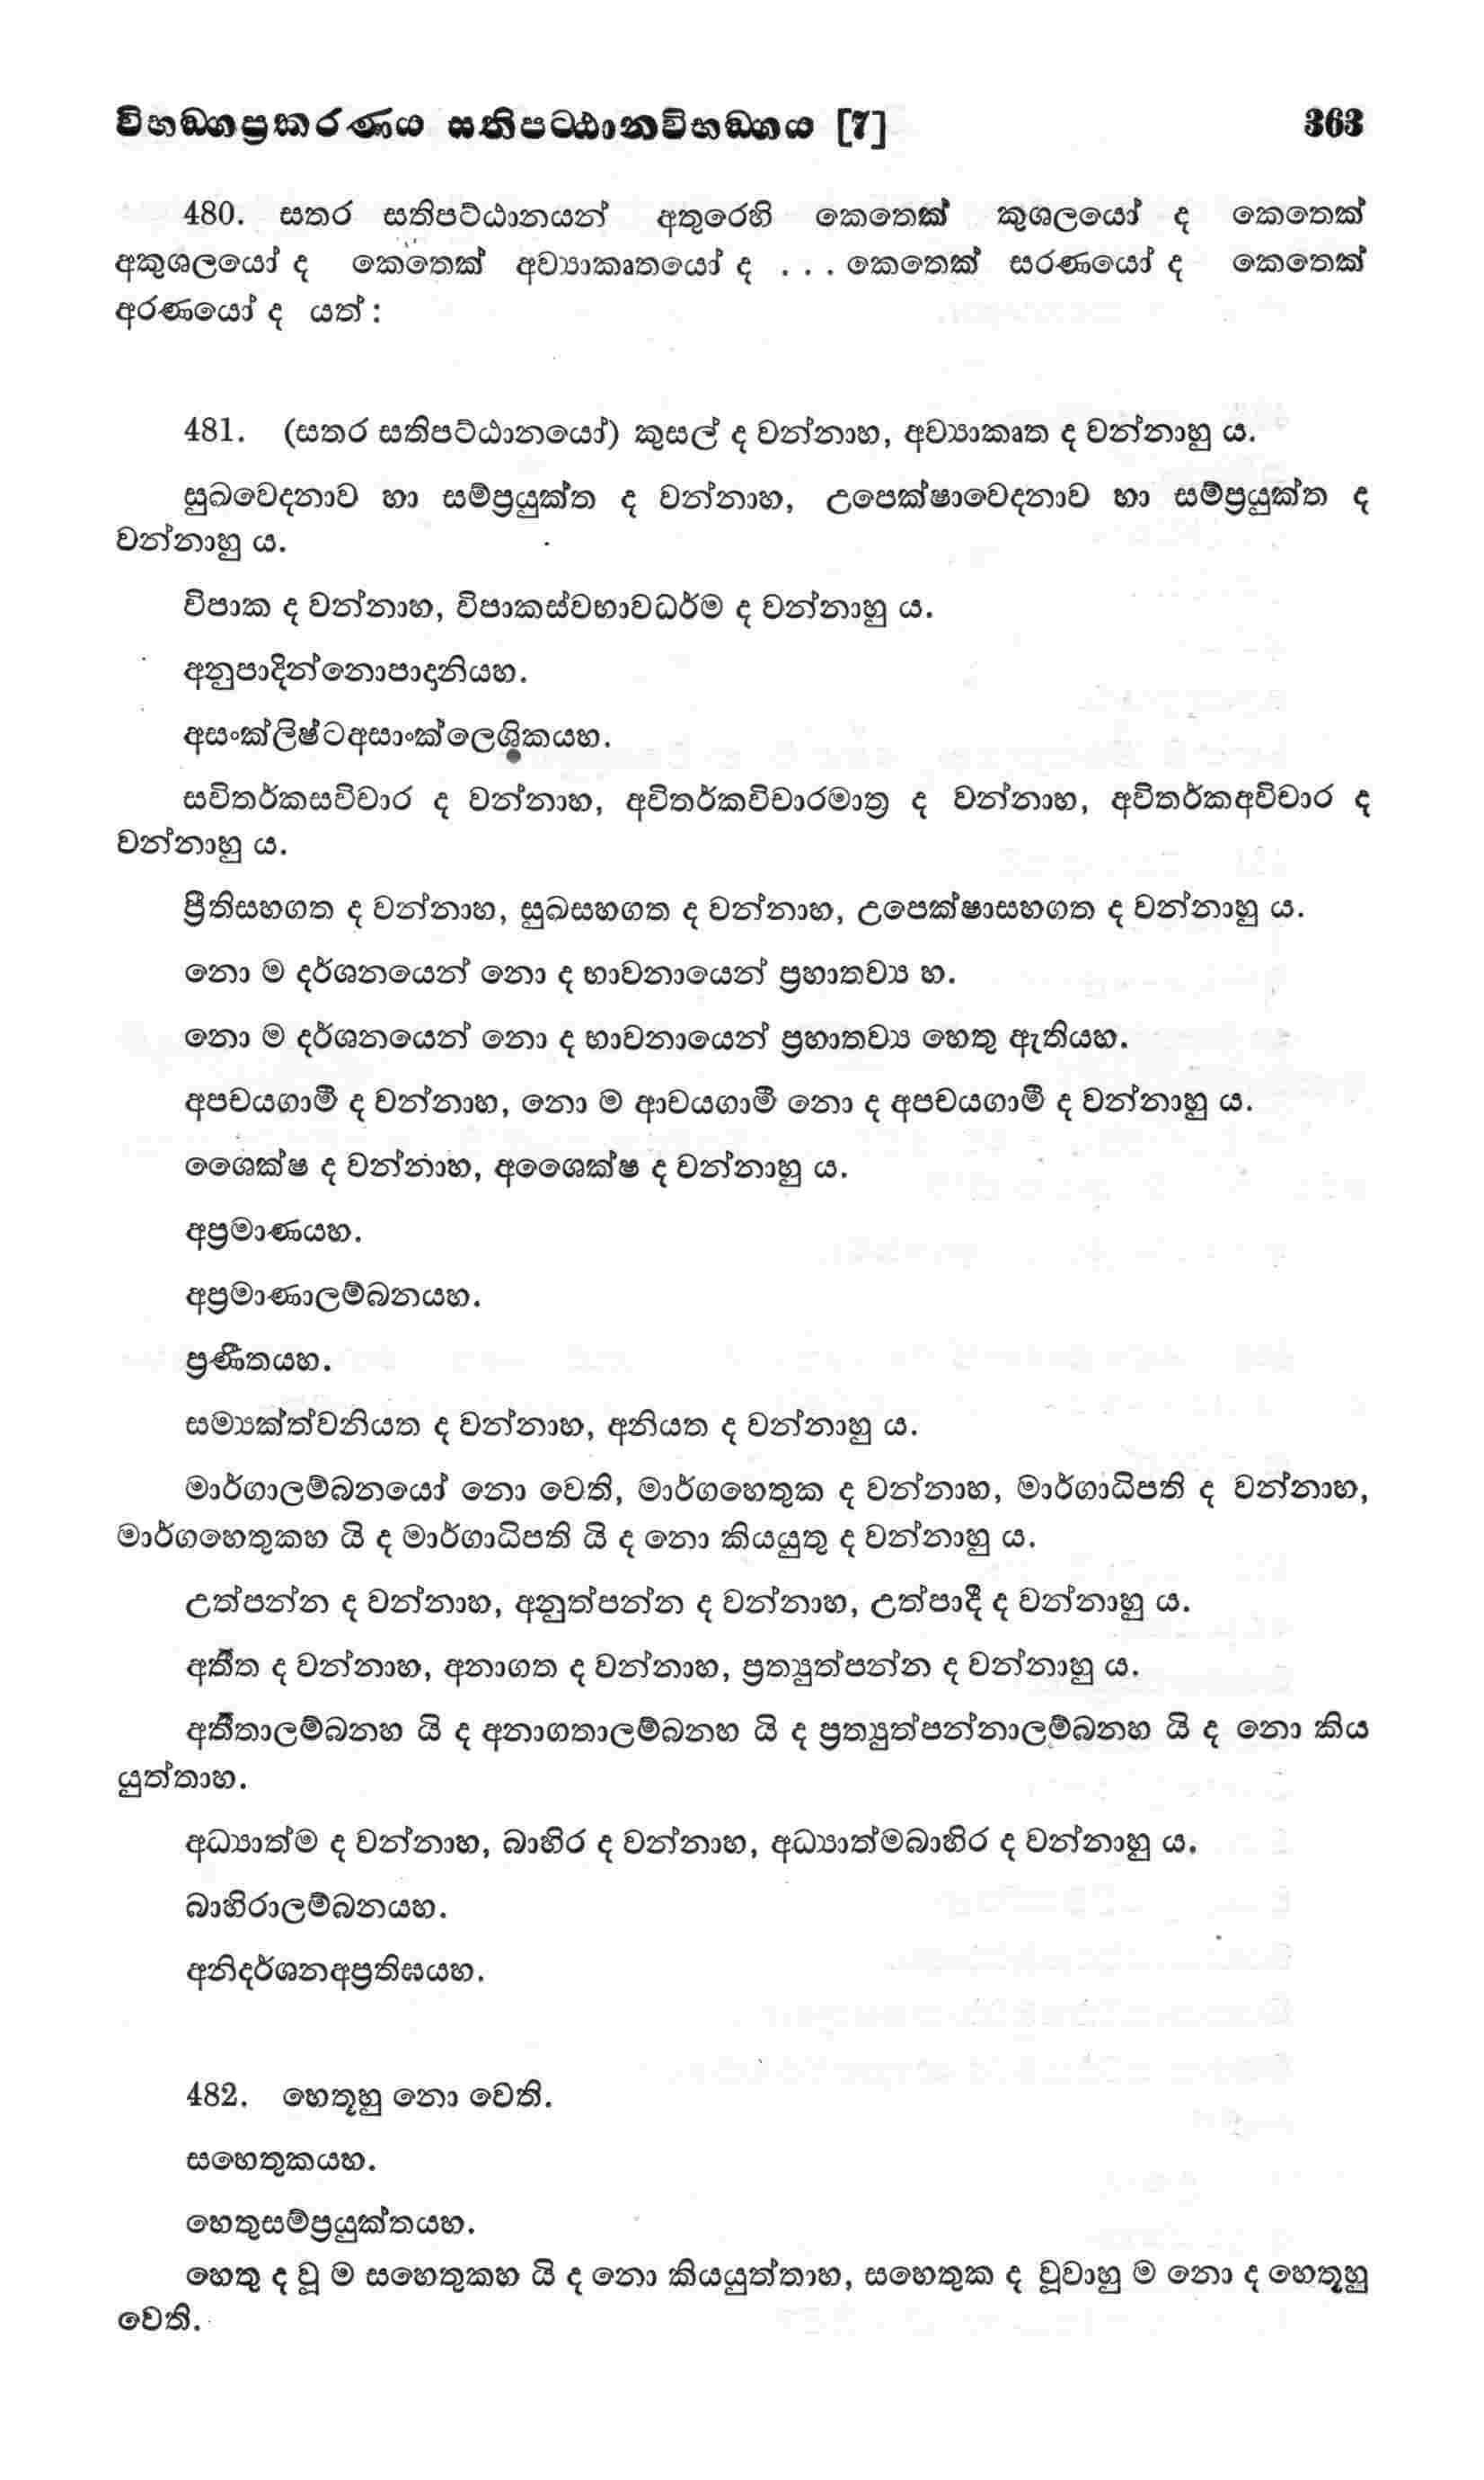 විභඞ්ගප්‍රකරණය සතිපට්ඨානවිභඞ්ගය [7] 363
480. සතර සතිපට්ඨානයන් අතුරෙහි කෙතෙක් කුශලයෝ ද කෙතෙක්
අකුශලයෝ ද කෙතෙක් අව්‍යාකෘතයෝ ද . . . කෙතෙක් සරණයෝ ද කෙතෙක්
අරණයෝ ද යත් :
481. (සතර සතිපට්ඨානයෝ) කුසල් ද වන්නාහ, අව්‍යාකෘත ද වන්නාහු ය.
සුඛවෙදනාව හා සම්ප්‍රයුක්ත ද වන්නාහ, උපෙක්ෂාවෙදනාව හා සම්ප්‍රයුක්ත ද
වන්නාහු ය.
විපාක ද වන්නාහ, විපාකස්වභාවධර්ම ද වන්නාහු ය.
අනුපාදින්නොපාදානියහ.
අසංක්ලිෂ්ටඅසාංක්ලෙශිකයහ.
සවිතර්කසවිචාර ද වන්නාහ, අවිතර්කවිචාරමාත්‍ර ද වන්නාහ, අවිතර්කඅවිචාර ද
වන්නාහු ය.
ප්‍රීතිසහගත ද වන්නාහ, සුඛසහගත ද වන්නාහ, උපෙක්ෂාසහගත ද වන්නාහු ය.
නො ම දර්ශනයෙන් නො ද භාවනායෙන් ප්‍රහාතව්‍ය හ.
නො ම දර්ශනයෙන් නො ද භාවනායෙන් ප්‍රහාතව්‍ය හෙතු ඇතියහ.
අපචයගාමී ද වන්නාහ, නො ම ආචයගාමී නො ද අපචයගාමී ද වන්නාහු ය.
ශෛක්ෂ ද වන්නාහ, අශෛක්ෂ ද වන්නාහු ය.
අප්‍රමාණයහ.
අප්‍රමාණාලම්බනයහ.
ප්‍රණීතයහ.
සම්‍යක්ත්වනියත ද වන්නාහ, අනියත ද වන්නාහු ය.
මාර්ගාලම්බනයෝ නො වෙති, මාර්ගහෙතුක ද වන්නාහ, මාර්ගාධිපති ද වන්නාහ,
මාර්ගහෙතුකහ යි ද මාර්ගාධිපති යි ද නො කියයුතු ද වන්නාහු ය.
උත්පන්න ද වන්නාහ, අනුත්පන්න ද වන්නාහ, උත්පාදී ද වන්නාහු ය.
අතීත ද වන්නාහ, අනාගත ද වන්නාහ, ප්‍රත්‍යුත්පන්න ද වන්නාහු ය.
අතීතාලම්බනහ යි ද අනාගතාලම්බනහ යි ද ප්‍රත්‍යුත්පන්නාලම්බනහ යි ද නො කිය
යුත්තාහ.
අධ්‍යාත්ම ද වන්නාහ, බාහිර ද වන්නාහ, අධ්‍යාත්මබාහිර ද වන්නාහු ය.
බාහිරාලම්බනයහ.
අනිදර්ශනඅප්‍රතිඝයහ.
482. හෙතූහු නො වෙති.
සහෙතුකයහ.
හෙතුසම්ප්‍රයුක්තයහ.
හෙතු ද වූ ම සහෙතුකහ යි ද නො කියයුත්තාහ, සහෙතුක ද වූවාහු ම නො ද හෙතූහු
වෙති.